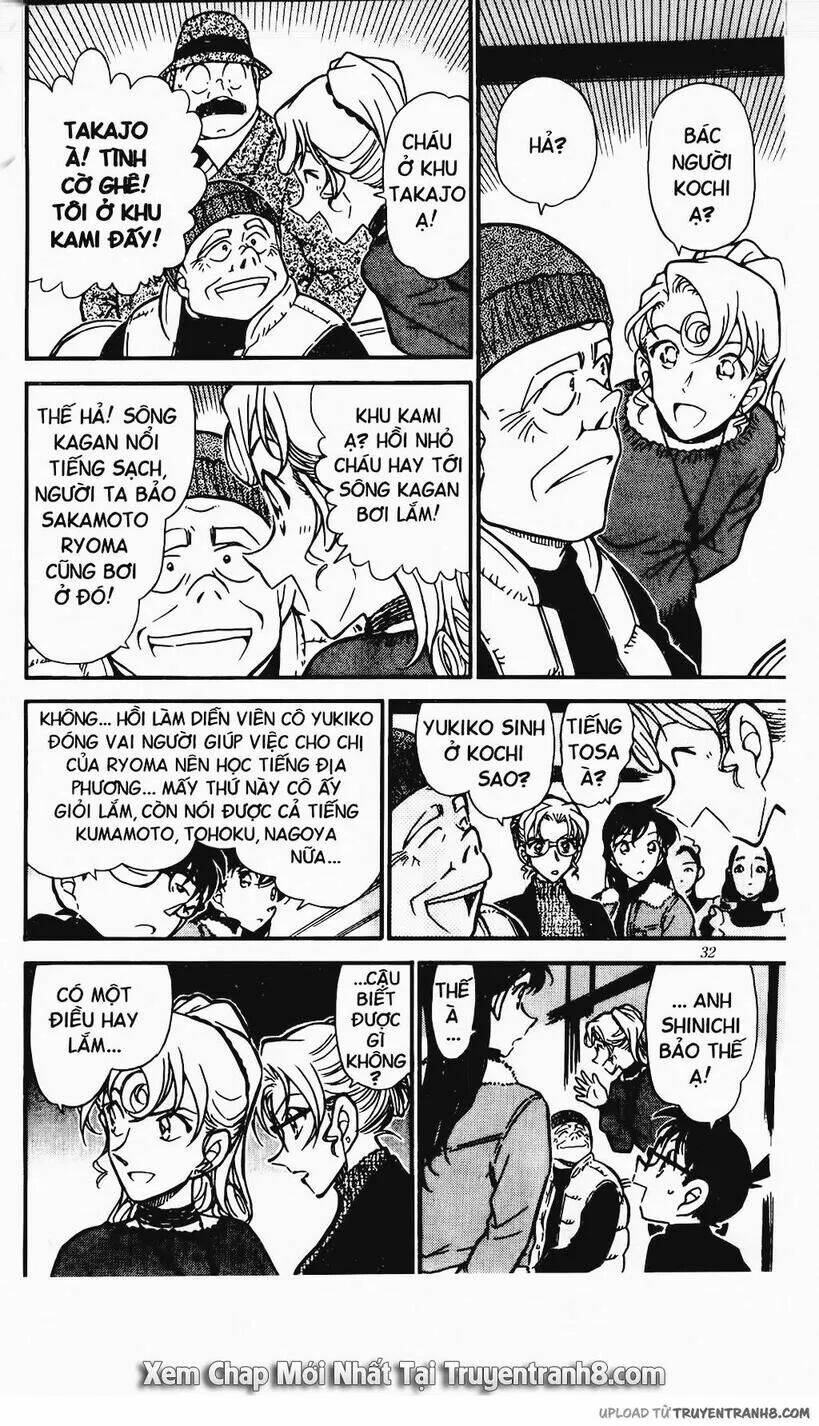 BÁC
NGƯỜI
KOCHI
Ạ?
HẢ?
CHÁU
Ở KHU
TAKAJO
Ạ!
TAKAJO
À! TÌNH
CỜ GHÊ!
TÔI Ở KHU
KAMI ĐẤY!
KHU KAMI
Ạ? HỒI NHỎ
CHÁU HAY TỚI
SÔNG KAGAN
BƠI LẮM!
THẾ HẢ! SÔNG
KAGAN NỔI
TIẾNG SẠCH,
NGƯỜI TA BẢO
SAKAMOTO
RYOMA
CŨNG BƠI
Ở ĐÓ!
TIẾNG
TOSA
À?
YUKIKO SINH
Ở KOCHI
SAO?
KHÔNG... HỒI LÀM DIỄN VIÊN CÔ YUKIKO
ĐÓNG VAI NGƯỜI GIÚP VIỆC CHO CHỊ
CỦA RYOMA NÊN HỌC TIẾNG ĐỊA
PHƯƠNG... MẤY THỨ NÀY CÔ ẤY
GIỎI LẮM, CÒN NÓI ĐƯỢC CẢ TIẾNG
KUMAMOTO, TOHOKU, NAGOYA
NỮA...
32
... ANH
SHINICHI
BẢO THẾ
Ạ!
THẾ
À...
...CẬU
BIẾT
ĐƯỢC
GÌ
KHÔNG?
CÓ MỘT
ĐIỀU HAY
LẮM...
Xem Chap Mới Nhất Tại Truyentranh8.com
UPLOAD TỪ TRUYENTRANH8.COM